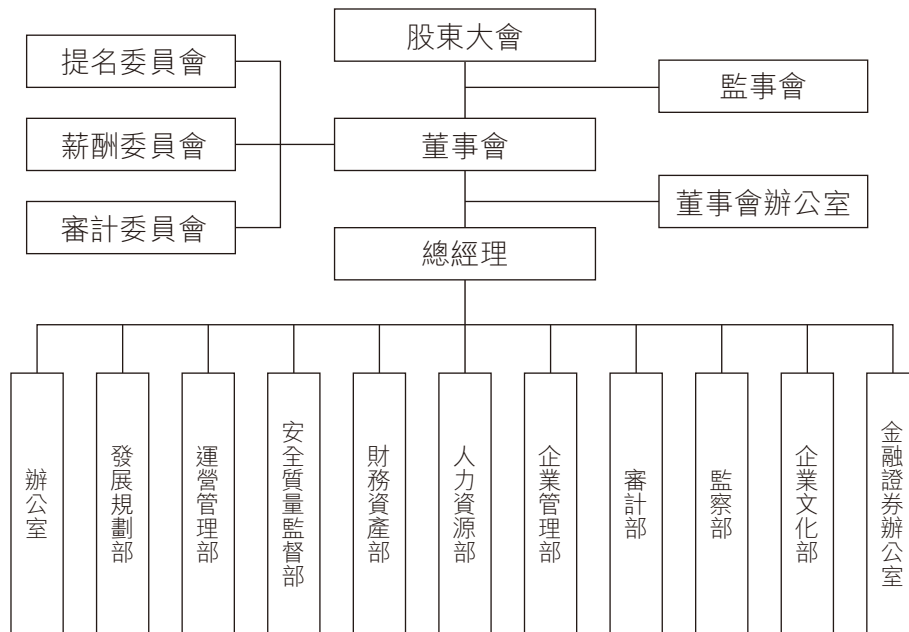 股東大會
提名委員會
監事會
薪酬委員會
董事會
董事會辦公室
審計委員會
總經理
辦公室
發展規劃部
運營管理部
安全質量監督部
財務資產部
人力資源部
企業管理部
審計部
監察部
企業文化部
金融證券辦公室